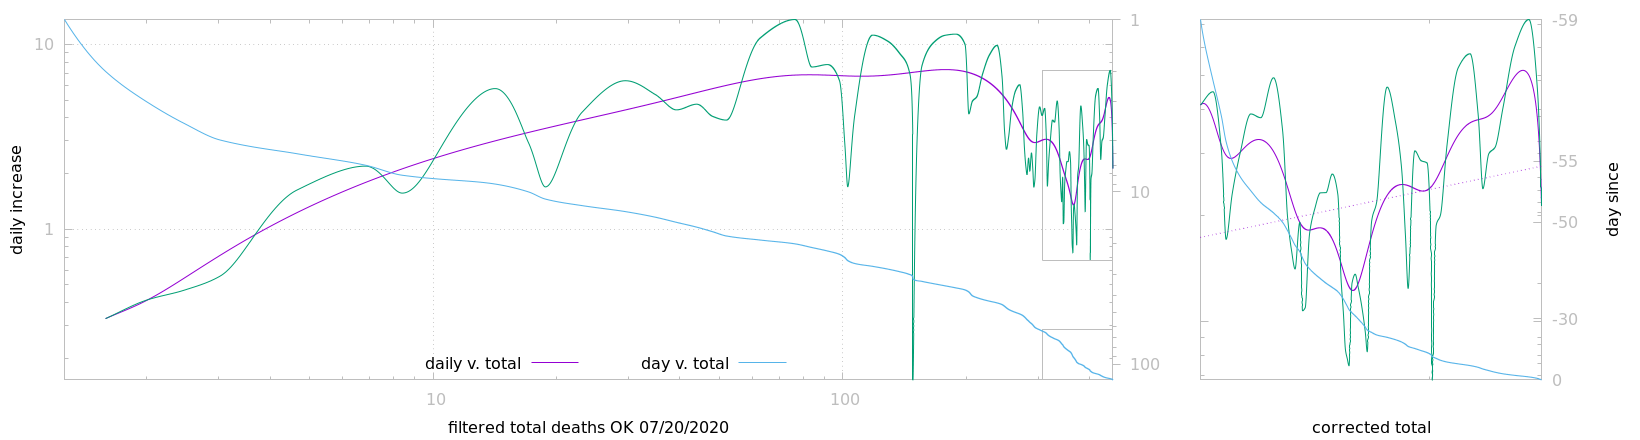 daily increase
10
1
10
100
1
10
100
daily v. total
day v. total
filtered total deaths OK 07/20/2020
-59
-55
-50
-30
0
day since
corrected total